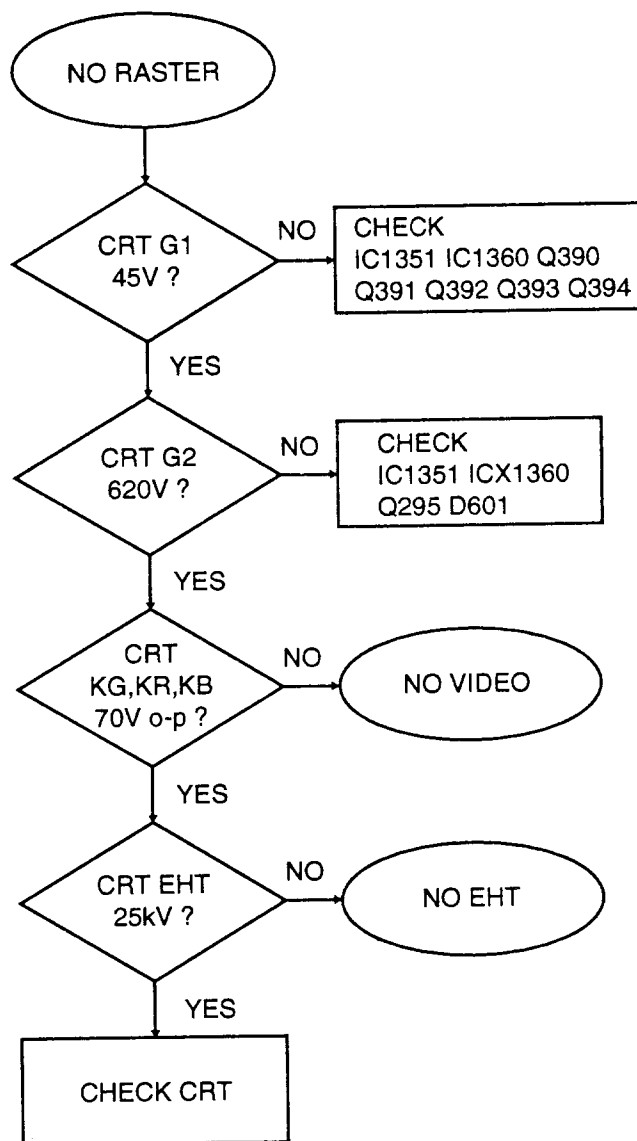 NO RASTER
CRT G1
45V ?
NO
CHECK
IC1351 IC1360 Q390
Q391 Q392 Q393 Q394
YES
CRT G2
620V ?
NO
CHECK
IC1351 ICX1360
Q295 D601
YES
CRT
KG,KR,KB
70V o-p ?
NO
NO VIDEO
YES
CRT EHT
25kV ?
NO
NO EHT
YES
CHECK CRT